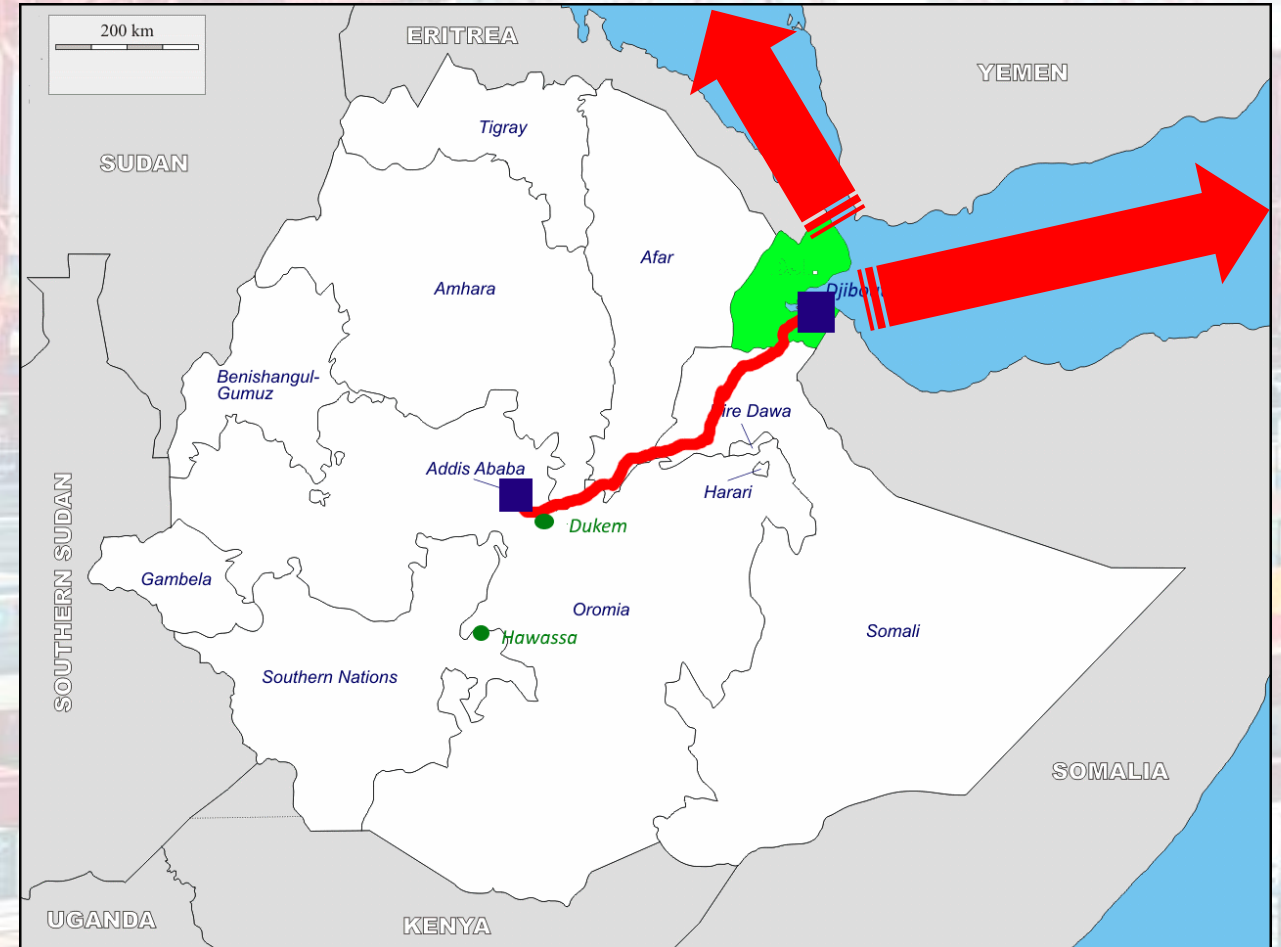 200 km
ERITREA
YEMEN
Tigray
SUDAN
Afar
Amhara
Benishangul-
Gumuz
Addis Ababa
Harari
Dukem
SOUTHERN SUDAN
Gambela
Oromia
Hawassa
Somali
Southern Nations
SOMALIA
UGANDA
KENYA
Dawa